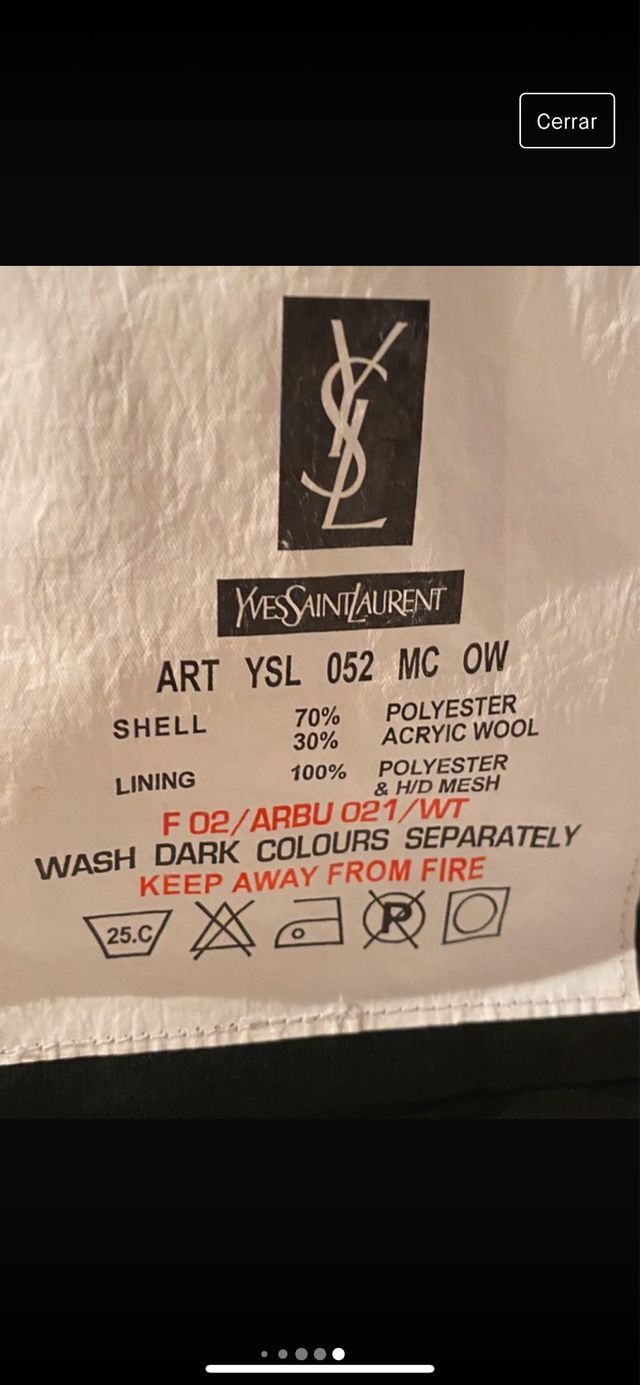 Cerrar
YSL
YVESSAINTLAURENT
ART YSL 052 MC OW
SHELL 70% POLYESTER
30% ACRYIC WOOL
LINING 100% POLYESTER
& H/D MESH
F 02/ARBU 021/WT
WASH DARK COLOURS SEPARATELY
KEEP AWAY FROM FIRE
25.C P